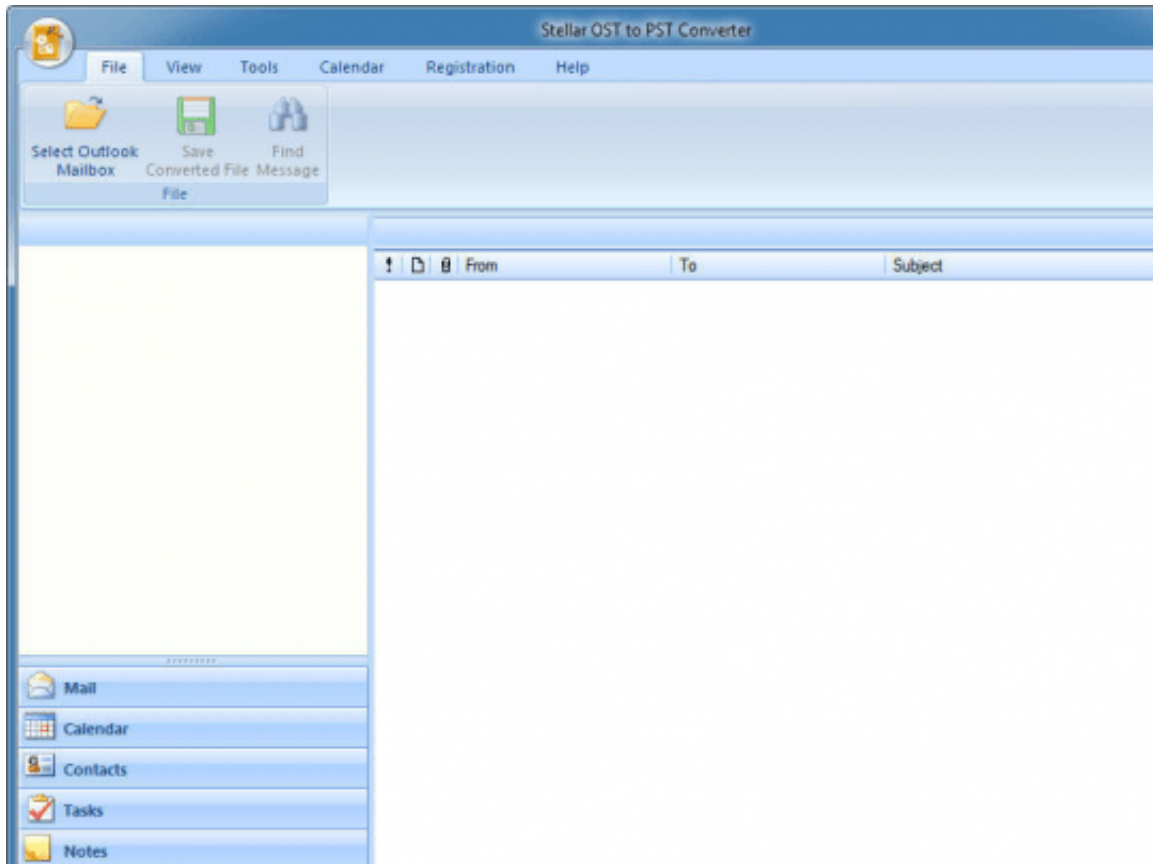 Stellar OST to PST Converter
File View Tools Calendar Registration Help
Select Outlook Mailbox
Save Converted File
Find Message
File
From To Subject
Mail
Calendar
Contacts
Tasks
Notes